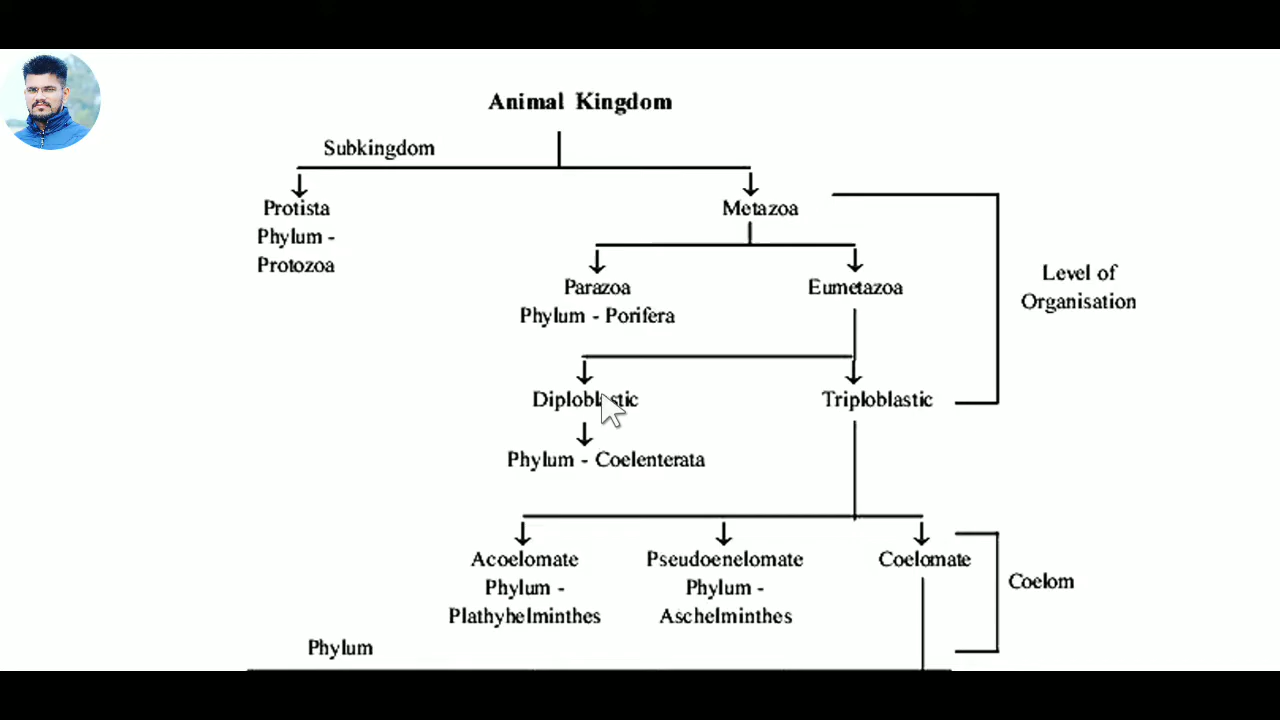 Animal Kingdom
Subkingdom
Protista
Phylum -
Protozoa
Metazoa
Parazoa
Phylum - Porifera
Eumetazoa
Level of
Organisation
Diploblastic
Triploblastic
Phylum - Coelenterata
Acoelomate
Phylum -
Plathyhelminthes
Pseudoenelomate
Phylum -
Aschelminthes
Coelomate
Coelom
Phylum